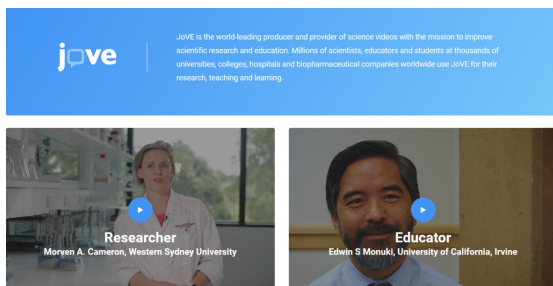 jove
JoVE is the world-leading producer and provider of science videos with the mission to improve
scientific research and education. Millions of scientists, educators and students at thousands of
universities, colleges, hospitals and biopharmaceutical companies worldwide use JoVE for their
research, teaching and learning.
Researcher
Morven A. Cameron, Western Sydney University
Educator
Edwin S Monuki, University of California, Irvine